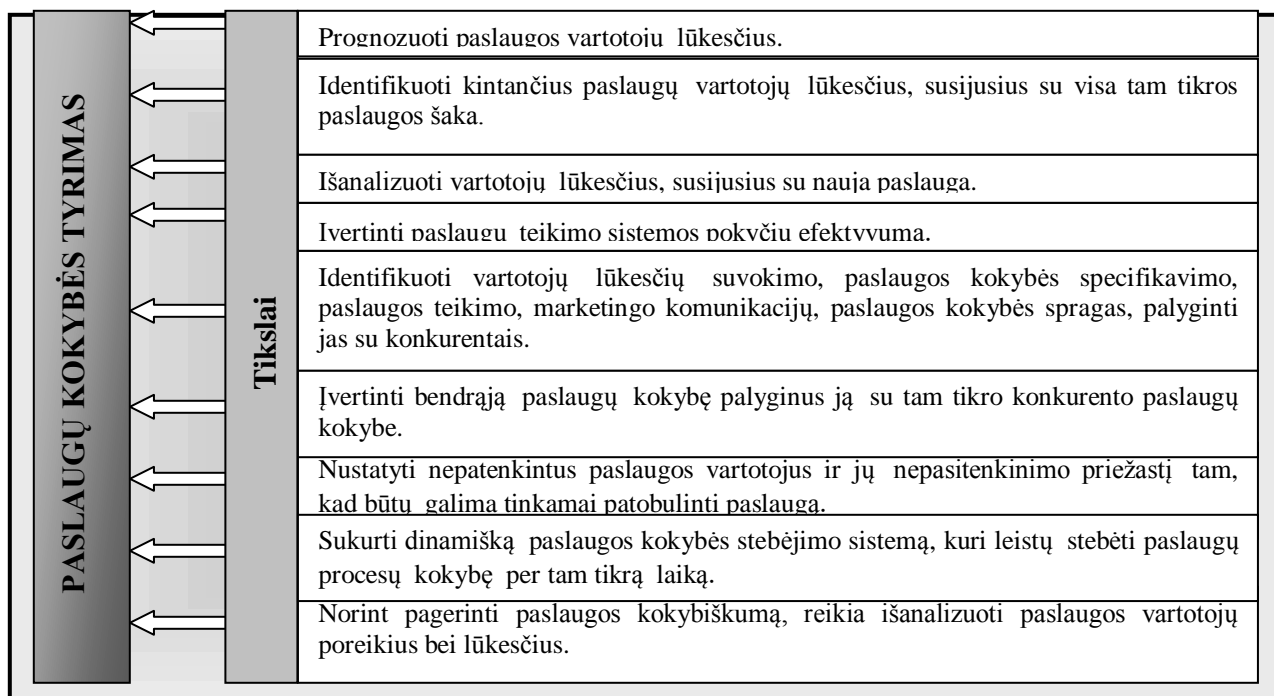 PASLAUGŲ KOKYBĖS TYRIMAS
Tikslai
Prognozuoti paslaugos vartotojų lūkesčius.
Identifikuoti kintančius paslaugų vartotojų lūkesčius, susijusius su visa tam tikros
paslaugos šaka.
Išanalizuoti vartotojų lūkesčius, susijusius su nauja paslauga.
Įvertinti paslaugų teikimo sistemos pokyčių efektyvumą.
Identifikuoti vartotojų lūkesčių suvokimo, paslaugos kokybės specifikavimo,
paslaugos teikimo, marketingo komunikacijų, paslaugos kokybės spragas, palyginti
jas su konkurentais.
Įvertinti bendrąją paslaugų kokybę palyginus ją su tam tikro konkurento paslaugų
kokybe.
Nustatyti nepatenkintus paslaugos vartotojus ir jų nepasitenkinimo priežastį tam,
kad būtų galima tinkamai patobulinti paslaugą.
Sukurti dinamišką paslaugos kokybės stebėjimo sistemą, kuri leistų stebėti paslaugų
procesų kokybę per tam tikrą laiką.
Norint pagerinti paslaugos kokybiškumą, reikia išanalizuoti paslaugos vartotojų
poreikius bei lūkesčius.